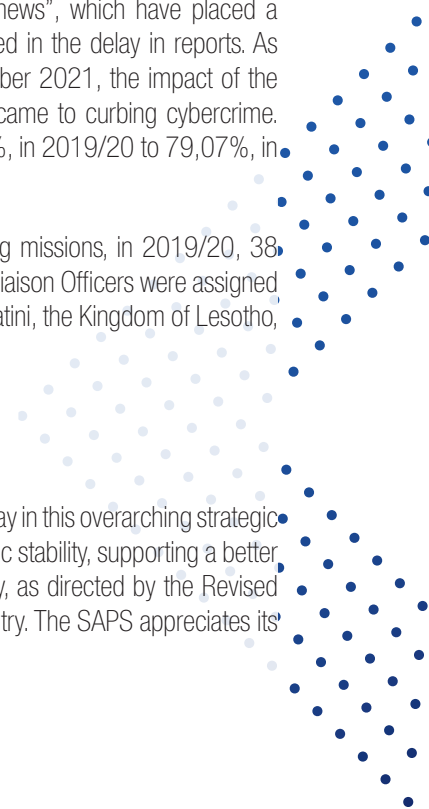 news”, which have placed a
ed in the delay in reports. As
ber 2021, the impact of the
came to curbing cybercrime.
%, in 2019/20 to 79,07%, in
g missions, in 2019/20, 38
iaison Officers were assigned
atini, the Kingdom of Lesotho,
ay in this overarching strategic
c stability, supporting a better
y, as directed by the Revised
try. The SAPS appreciates its